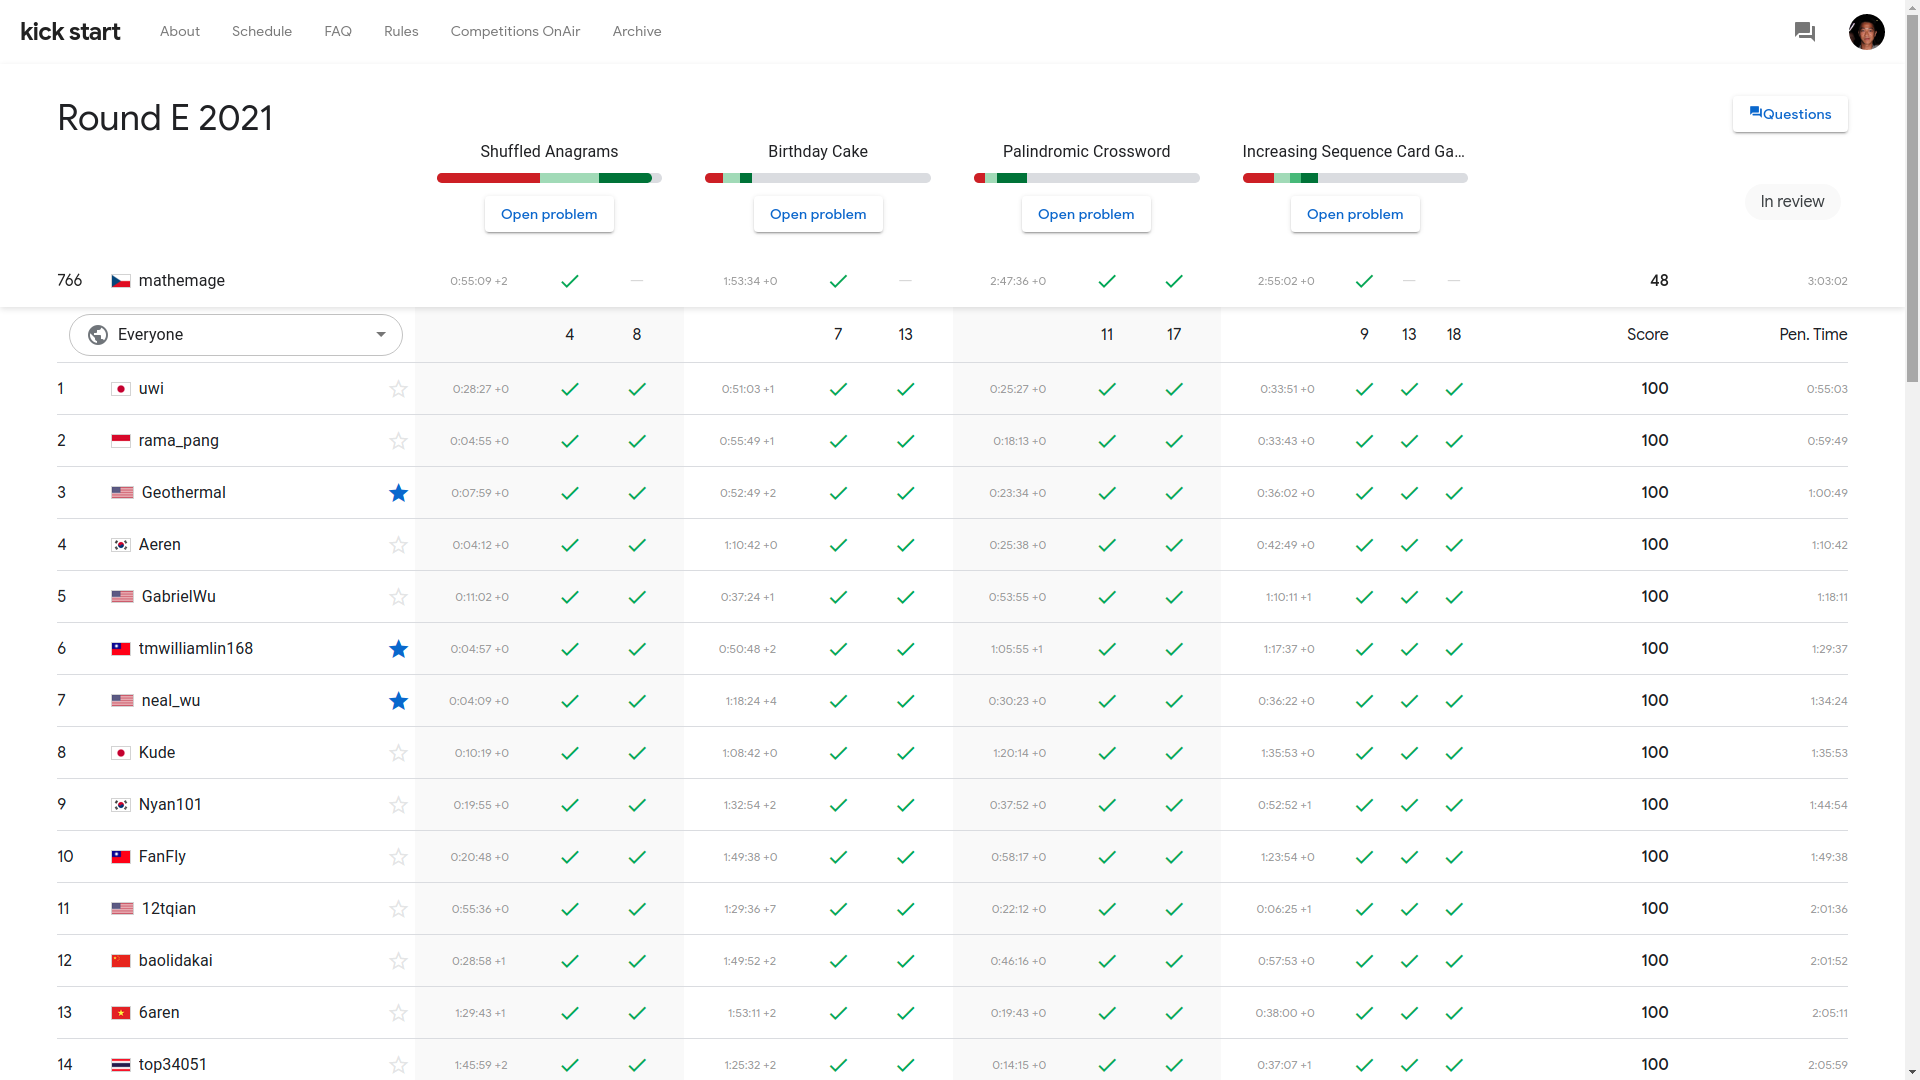 kick start About Schedule FAQ Rules Competitions OnAir Archive
Round E 2021
Questions
Shuffled Anagrams Birthday Cake Palindromic Crossword Increasing Sequence Card Ga...
Open problem Open problem Open problem Open problem
In review
766 mathemage 0:55:09 +2 1:53:34 +0 2:47:36 +0 2:55:02 +0 48 3:03:02
Everyone 4 8 7 13 11 17 9 13 18 Score Pen. Time
1 uwi 0:28:27 +0 0:51:03 +1 0:25:27 +0 0:33:51 +0 100 0:55:03
2 rama_pang 0:04:55 +0 0:55:49 +1 0:18:13 +0 0:33:43 +0 100 0:59:49
3 Geothermal 0:07:59 +0 0:52:49 +2 0:23:34 +0 0:36:02 +0 100 1:00:49
4 Aeren 0:04:12 +0 1:10:42 +0 0:25:38 +0 0:42:49 +0 100 1:10:42
5 GabrielWu 0:11:02 +0 0:37:24 +1 0:53:55 +0 1:10:11 +1 100 1:18:11
6 tmwilliamlin168 0:04:57 +0 0:50:48 +2 1:05:55 +1 1:17:37 +0 100 1:29:37
7 neal_wu 0:04:09 +0 1:18:24 +4 0:30:23 +0 0:36:22 +0 100 1:34:24
8 Kude 0:10:19 +0 1:08:42 +0 1:20:14 +0 1:35:53 +0 100 1:35:53
9 Nyan101 0:19:55 +0 1:32:54 +2 0:37:52 +0 0:52:52 +1 100 1:44:54
10 FanFly 0:20:48 +0 1:49:38 +0 0:58:17 +0 1:23:54 +0 100 1:49:38
11 12tqian 0:55:36 +0 1:29:36 +7 0:22:12 +0 0:06:25 +1 100 2:01:36
12 baolidakai 0:28:58 +1 1:49:52 +2 0:46:16 +0 0:57:53 +0 100 2:01:52
13 6aren 1:29:43 +1 1:53:11 +2 0:19:43 +0 0:38:00 +0 100 2:05:11
14 top34051 1:45:59 +2 1:25:32 +2 0:14:15 +0 0:37:07 +1 100 2:05:59